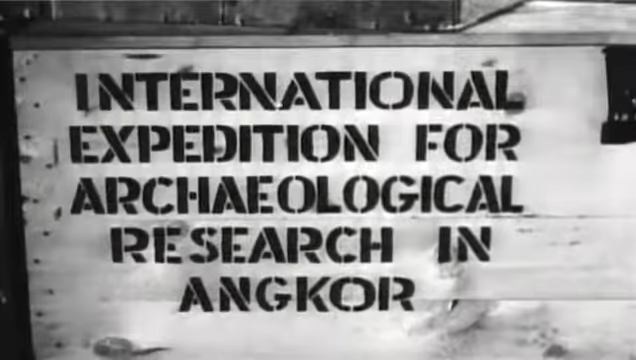 INTERNATIONAL
EXPEDITION FOR
ARCHAEOLOGICAL
RESEARCH IN
ANGKOR